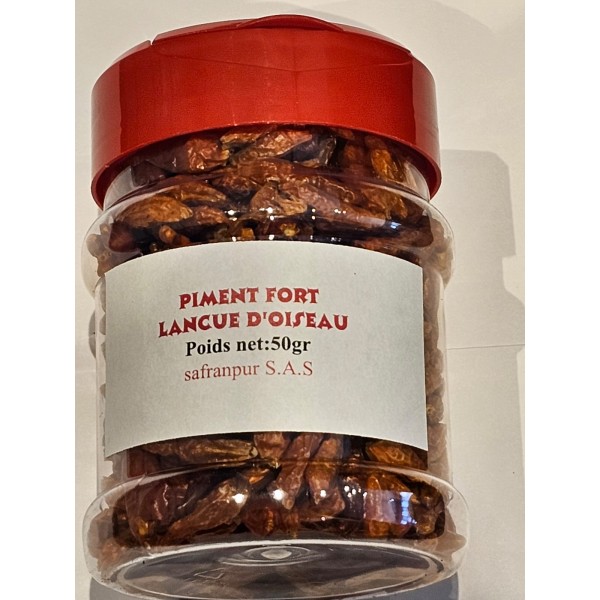 PIMENT FORT
LANCUE D'OISEAU
Poids net:50gr
safranpur S.A.S